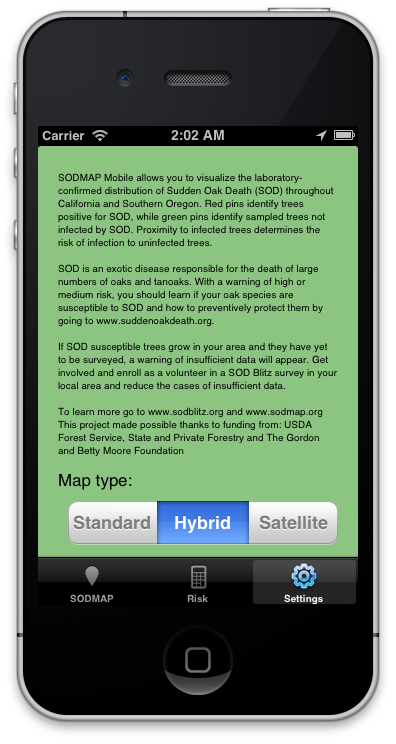 Carrier 2:02 AM
SODMAP Mobile allows you to visualize the laboratory-
confirmed distribution of Sudden Oak Death (SOD) throughout
California and Southern Oregon. Red pins identify trees
positive for SOD, while green pins identify sampled trees not
infected by SOD. Proximity to infected trees determines the
risk of infection to uninfected trees.
SOD is an exotic disease responsible for the death of large
numbers of oaks and tanoaks. With a warning of high or
medium risk, you should learn if your oak species are
susceptible to SOD and how to preventively protect them by
going to www.suddenoakdeath.org.
If SOD susceptible trees grow in your area and they have yet
to be surveyed, a warning of insufficient data will appear. Get
involved and enroll as a volunteer in a SOD Blitz survey in your
local area and reduce the cases of insufficient data.
To learn more go to www.sodblitz.org and www.sodmap.org
This project made possible thanks to funding from: USDA
Forest Service, State and Private Forestry and The Gordon
and Betty Moore Foundation
Map type:
Standard Hybrid Satellite
SODMAP Risk Settings